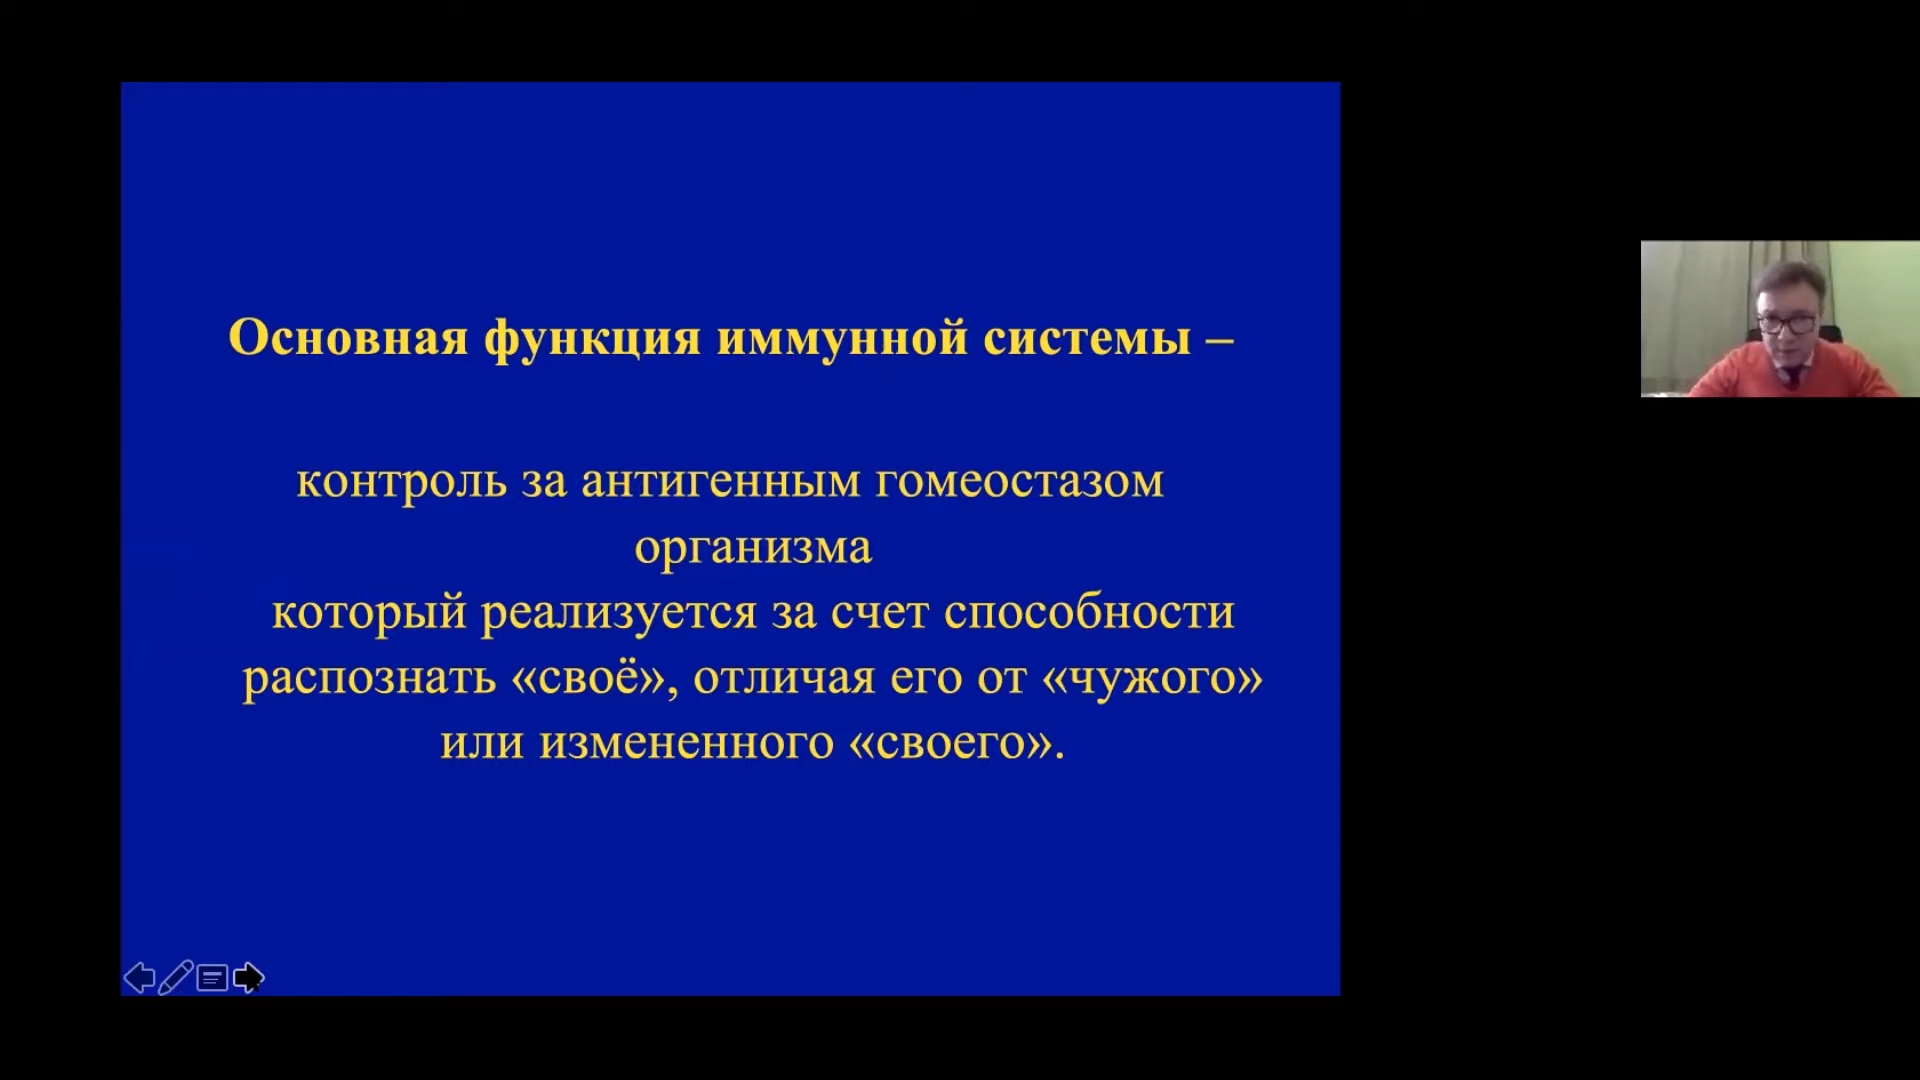 Основная функция иммунной системы –
контроль за антигенным гомеостазом
организма
который реализуется за счет способности
распознать «своё», отличая его от «чужого»
или измененного «своего».